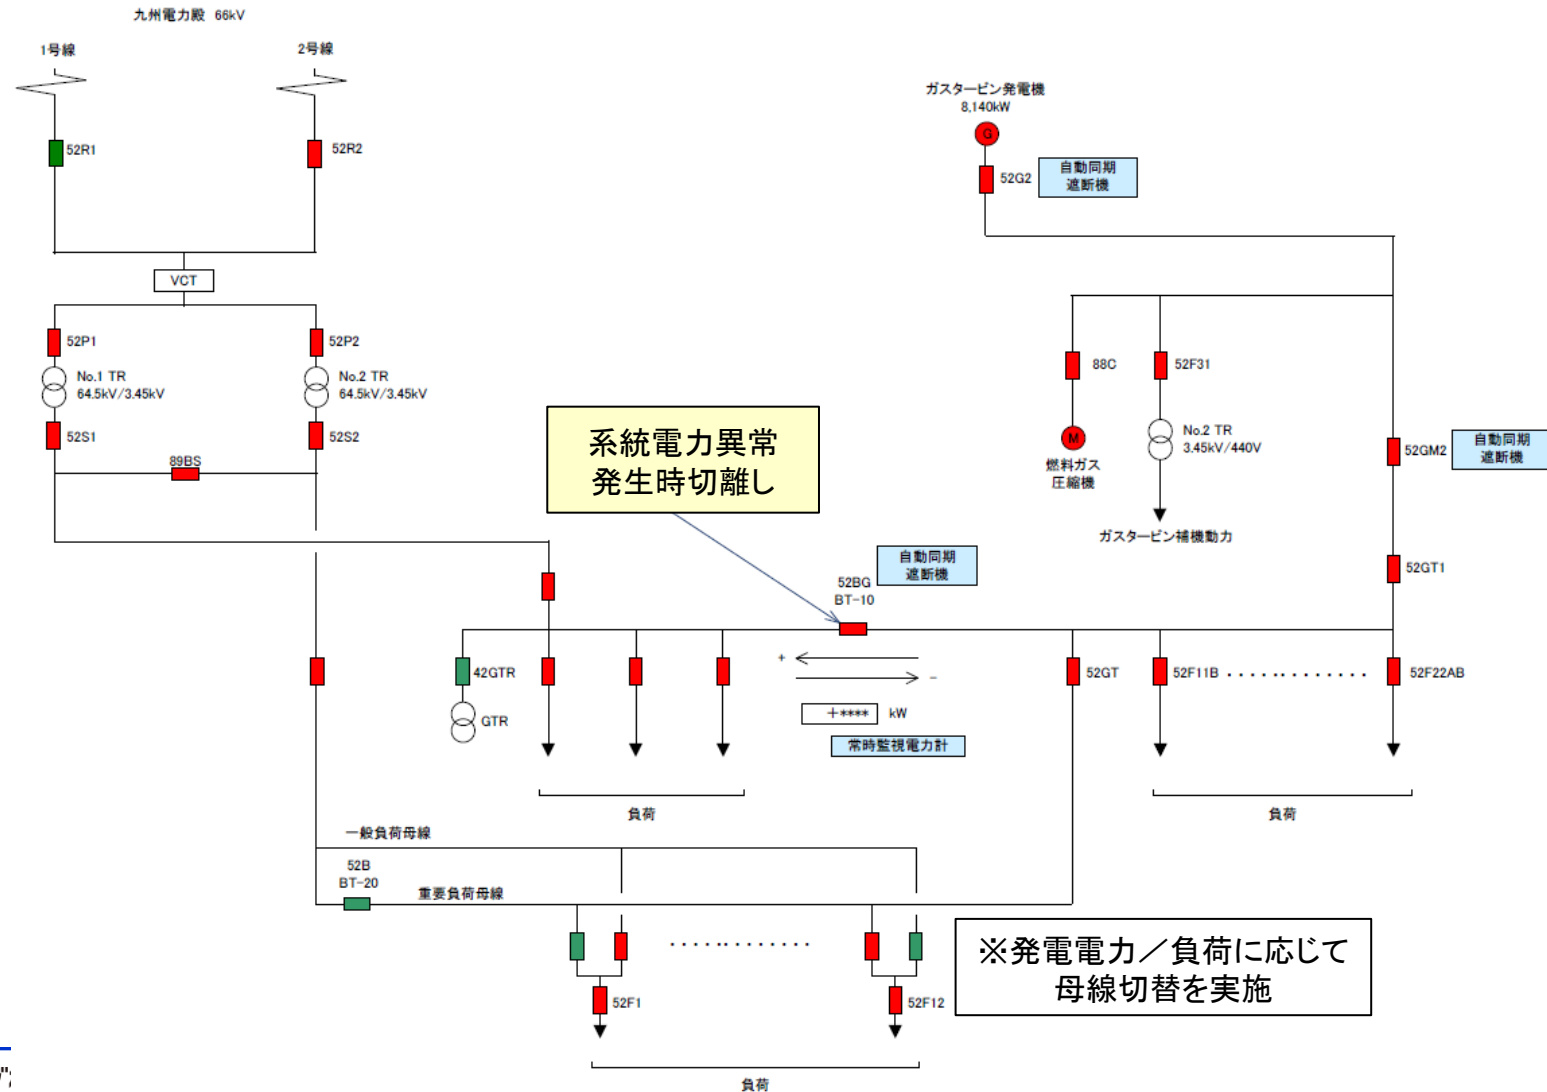 九州電力殿 66kV
1号線
2号線
52R1
52R2
VCT
52P1
52P2
No.1 TR
64.5kV/3.45kV
No.2 TR
64.5kV/3.45kV
52S1
52S2
89BS
ガスタービン発電機
8,140kW
G
52G2
自動同期
遮断機
88C
52F31
M
燃料ガス
圧縮機
No.2 TR
3.45kV/440V
ガスタービン補機動力
52GM2
自動同期
遮断機
52GT1
系統電力異常
発生時切離し
自動同期
遮断機
52BG
BT-10
42GTR
GTR
+
-
+**** kW
常時監視電力計
52GT
52F11B ・・・・・・・・・・・・・ 52F22AB
負荷
負荷
一般負荷母線
52B
BT-20
重要負荷母線
・・・・・・・・・・・・・
52F1
52F12
負荷
※発電電力／負荷に応じて
母線切替を実施